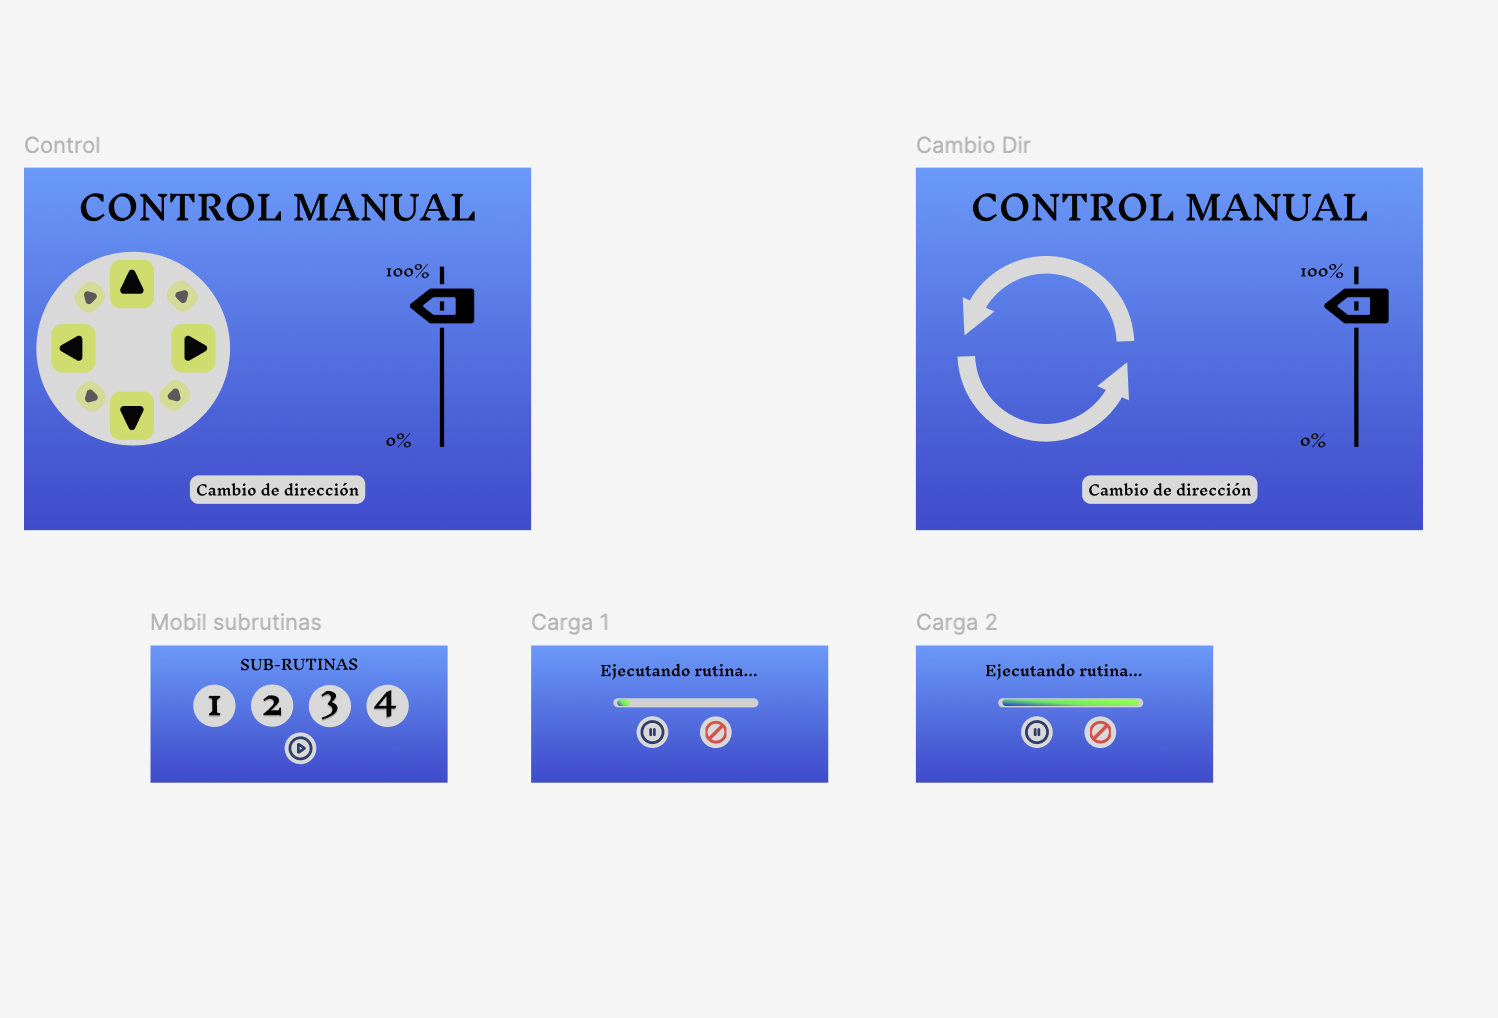 Control
CONTROL MANUAL
100%
0%
Cambio de dirección
Cambio Dir
CONTROL MANUAL
100%
0%
Cambio de dirección
Mobil subrutinas
SUB-RUTINAS
1 2 3 4
Carga 1
Ejecutando rutina...
Carga 2
Ejecutando rutina...